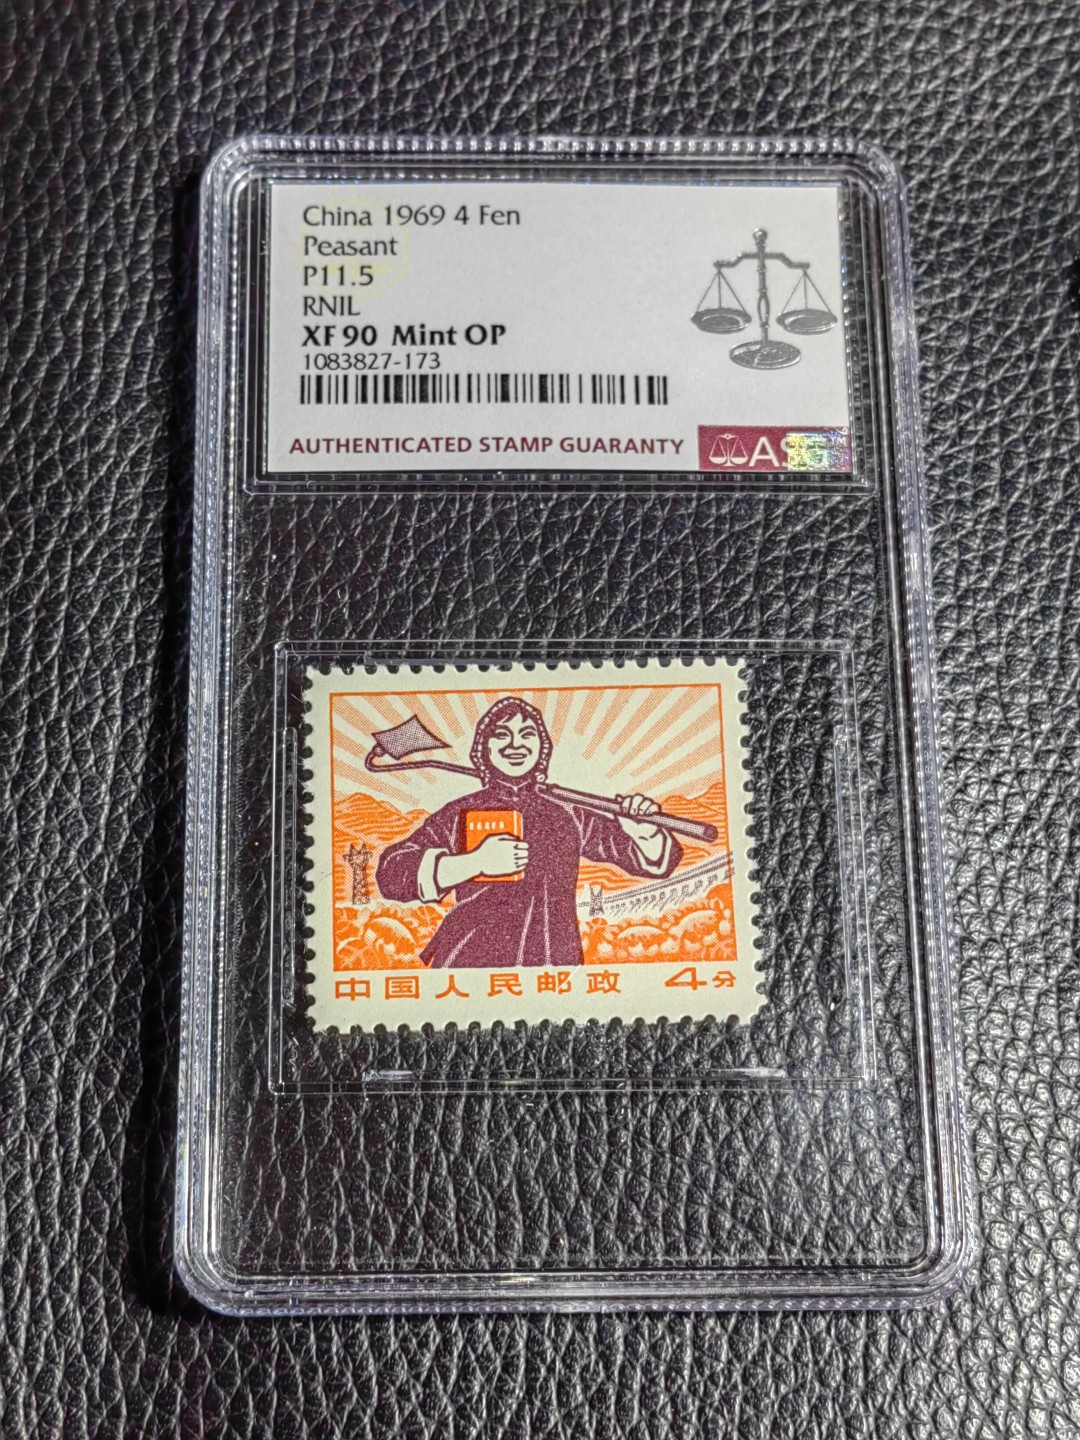 China 1969 4 Fen
Peasant
P11.5
RNIL
XF 90 Mint OP
1083827-173
AUTHENTICATED STAMP GUARANTY
中国人民邮政 4分